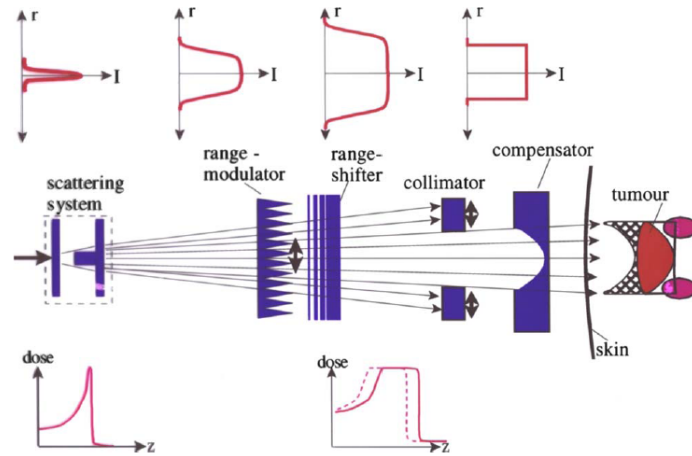 r
I
r
I
r
I
r
I
scattering
system
range -
modulator
range-
shifter
collimator
compensator
tumour
skin
dose
z
dose
z